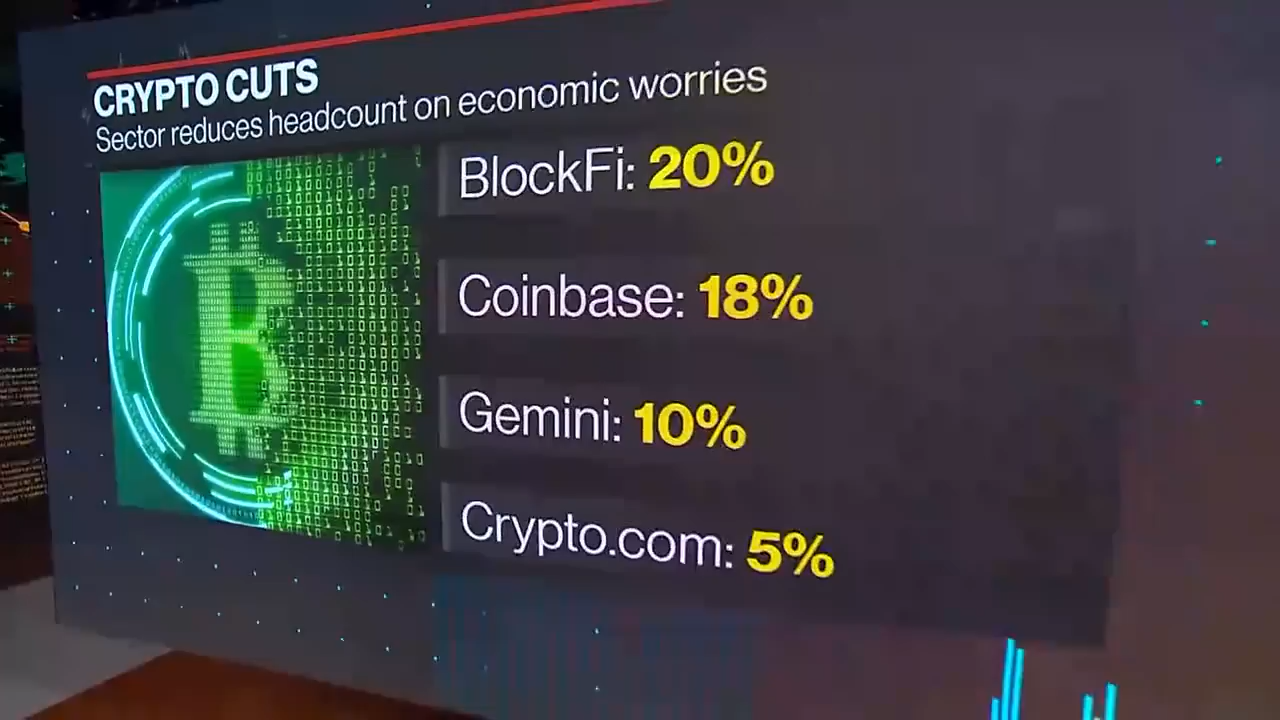 CRYPTO CUTS
Sector reduces headcount on economic worries
BlockFi: 20%
Coinbase: 18%
Gemini: 10%
Crypto.com: 5%